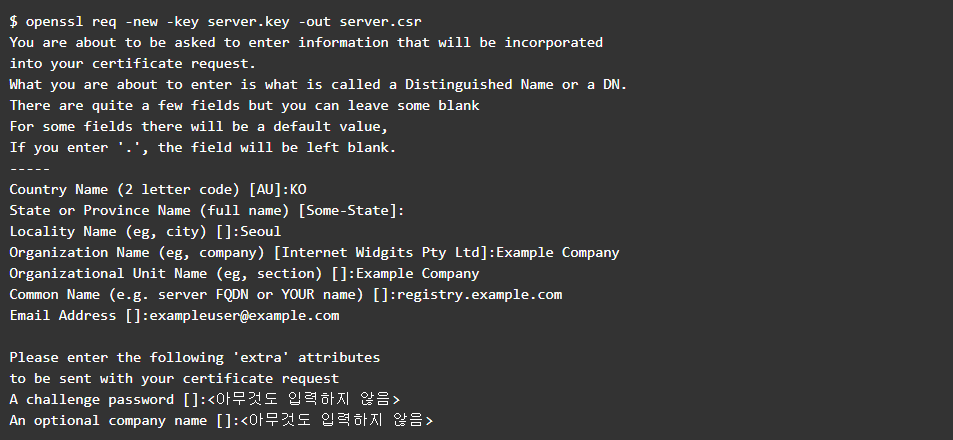 $ openssl req -new -key server.key -out server.csr
You are about to be asked to enter information that will be incorporated
into your certificate request.
What you are about to enter is what is called a Distinguished Name or a DN.
There are quite a few fields but you can leave some blank
For some fields there will be a default value,
If you enter '.', the field will be left blank.
-----
Country Name (2 letter code) [AU]:KO
State or Province Name (full name) [Some-State]:
Locality Name (eg, city) []:Seoul
Organization Name (eg, company) [Internet Widgits Pty Ltd]:Example Company
Organizational Unit Name (eg, section) []:Example Company
Common Name (e.g. server FQDN or YOUR name) []:registry.example.com
Email Address []:exampleuser@example.com

Please enter the following 'extra' attributes
to be sent with your certificate request
A challenge password []:<아무것도 입력하지 않음>
An optional company name []:<아무것도 입력하지 않음>